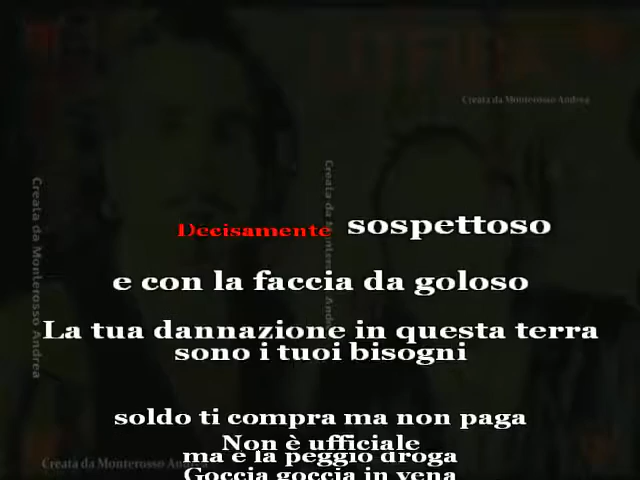 LITFIBA
Creata da Monterosso Andrea
Creata da Monterosso Andrea
Creata da Monterosso Andrea
Decisamente sospettoso
e con la faccia da goloso
La tua dannazione in questa terra
sono i tuoi bisogni
soldo ti compra ma non paga
Non è ufficiale
ma è la peggio droga
Creata da Monterosso Andrea
Goccia goccia in vena